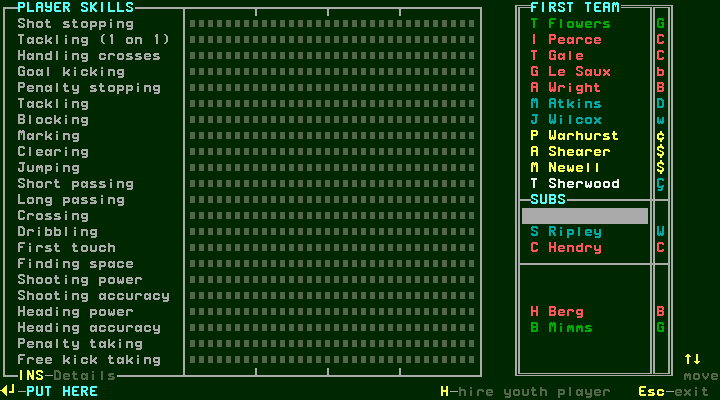 PLAYER SKILLS
Shot stopping
Tackling (1 on 1)
Handling crosses
Goal kicking
Penalty stopping
Tackling
Blocking
Marking
Clearing
Jumping
Short passing
Long passing
Crossing
Dribbling
First touch
Finding space
Shooting power
Shooting accuracy
Heading power
Heading accuracy
Penalty taking
Free kick taking
INS-Details
FIRST TEAM
T Flowers G
I Pearce C
T Gale C
G Le Saux b
A Wright B
M Atkins D
J Wilcox w
P Warhurst ¢
A Shearer $
M Newell $
T Sherwood Ç
SUBS
S Ripley W
C Hendry C
H Berg B
B Mimms G
↑↓
move
↵-PUT HERE
H-hire youth player
Esc-exit